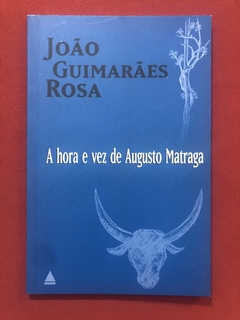 JOÃO
GUIMARÃES
ROSA
A hora e vez de Augusto Matraga